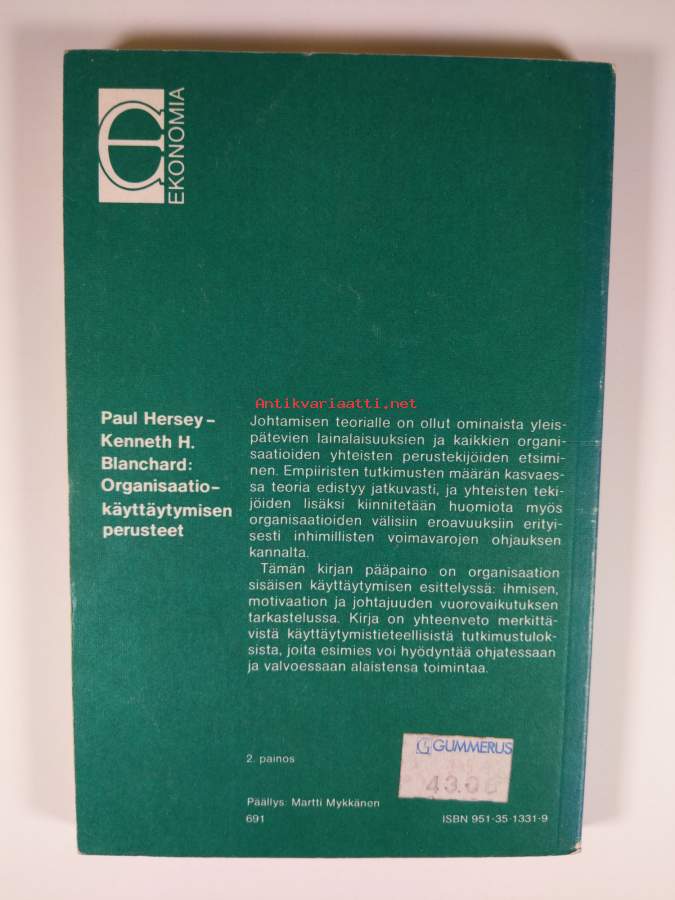 EKONOMIA
Antikvariaatti.net
Paul Hersey –
Kenneth H.
Blanchard:
Organisaatio-
käyttäytymisen
perusteet
Johtamisen teorialle on ollut ominaista yleis-
pätevien lainalaisuuksien ja kaikkien organi-
saatioiden yhteisten perustekijöiden etsimi-
nen. Empiiristen tutkimusten määrän kasvaes-
sa teoria edistyy jatkuvasti, ja yhteisten teki-
jöiden lisäksi kiinnitetään huomiota myös
organisaatioiden välisiin eroavuuksiin erityi-
sesti inhimillisten voimavarojen ohjauksen
kannalta.
Tämän kirjan pääpaino on organisaation
sisäisen käyttäytymisen esittelyssä: ihmisen,
motivaation ja johtajuuden vuorovaikutuksen
tarkastelussa. Kirja on yhteenveto merkittä-
vistä käyttäytymistieteellisistä tutkimustulok-
sista, joita esimies voi hyödyntää ohjatessaan
ja valvoessaan alaistensa toimintaa.
2. painos
GUMMERUS
Päällys: Martti Mykkänen
691
ISBN 951-35-1331-9